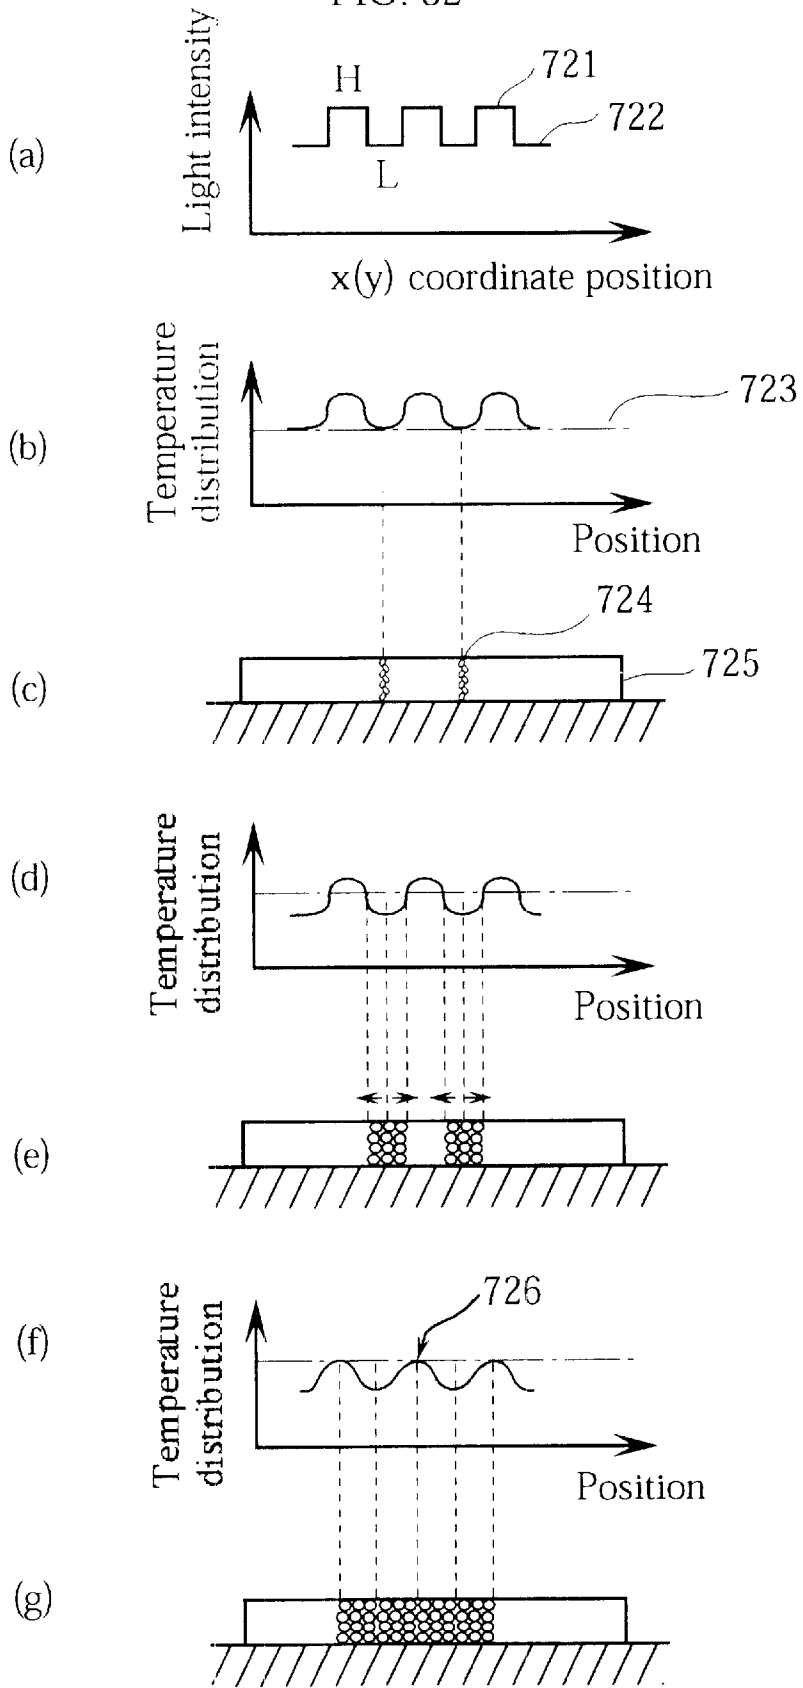 (a)
Light intensity
H
L
721
722
x(y) coordinate position
(b)
Temperature
distribution
723
Position
(c)
724
725
(d)
Temperature
distribution
Position
(e)
(f)
Temperature
distribution
726
Position
(g)